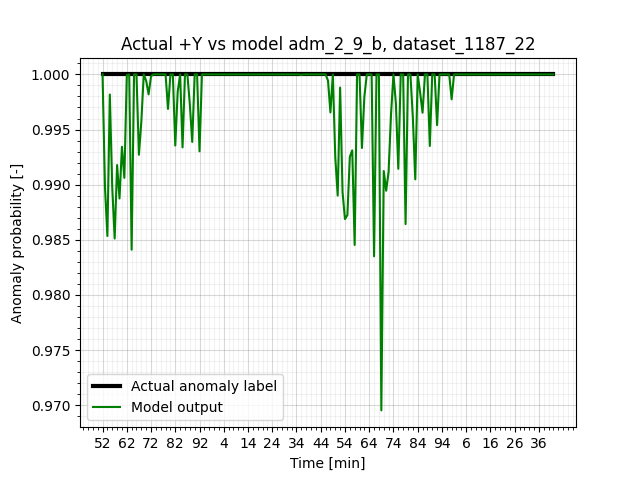 Actual +Y vs model adm_2_9_b, dataset_1187_22
1.000
0.995
0.990
0.985
0.980
0.975
0.970
Anomaly probability [-]
Actual anomaly label
Model output
52 62 72 82 92 4 14 24 34 44 54 64 74 84 94 6 16 26 36
Time [min]